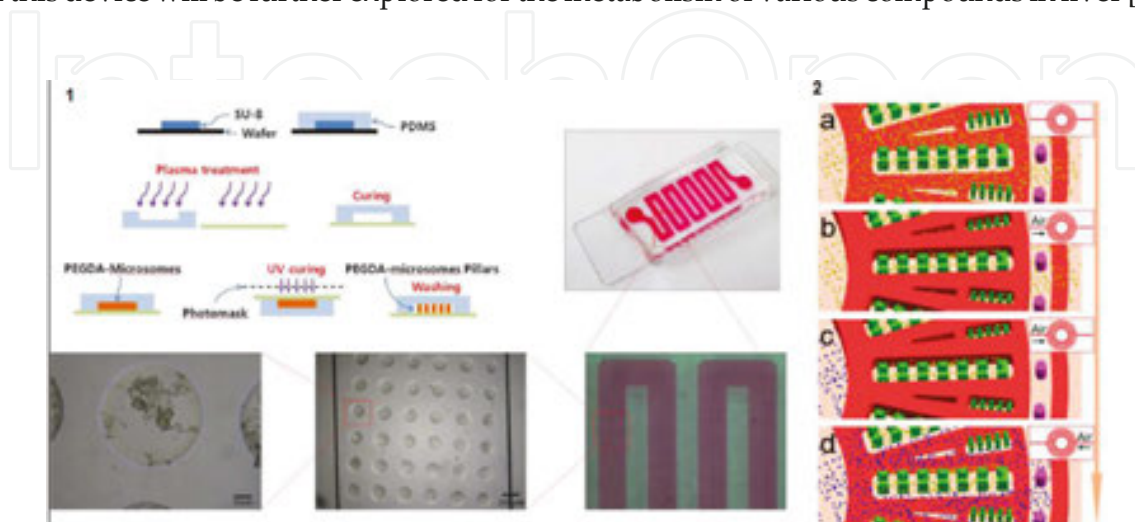 this device will be further explored for the metabolism of various compounds in liver [
IntechOpen
1
SU-8
Wafer
PDMS
Plasma treatment
Curing
PEGDA-Microsomes
UV curing
Photomask
PEGDA-microsomes Pillars
Washing
2
a
b
Air
c
Air
d
Air